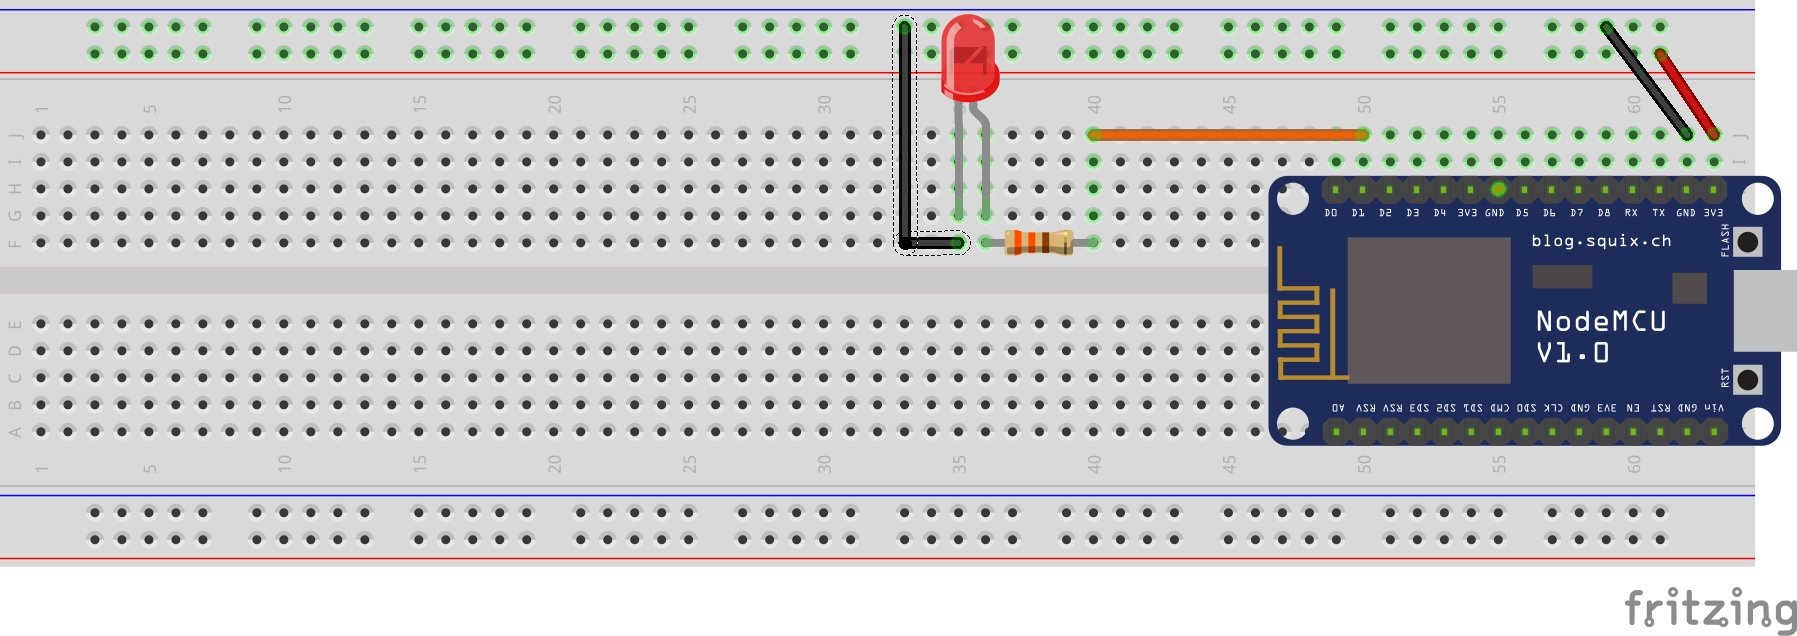 1 5 10 15 20 25 30 35 40 45 50 55 60
J J
I I
H
G
F
D0 D1 D2 D3 D4 3V3 GND D5 D6 D7 D8 RX TX GND 3V3
blog.squix.ch
FLASH
NodeMCU
V1.0
RST
A0 RSV RSV SD3 SD2 SD1 CMD SD0 CLK GND 3V3 EN RST GND Vin
E
D
C
B
A
1 5 10 15 20 25 30 35 40 45 50 55 60
fritzing